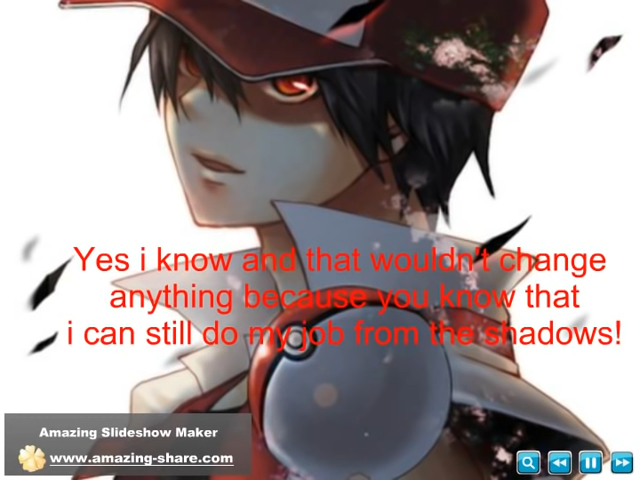 Yes i know and that wouldn't change
anything because you know that
i can still do my job from the shadows!
Amazing Slideshow Maker
www.amazing-share.com